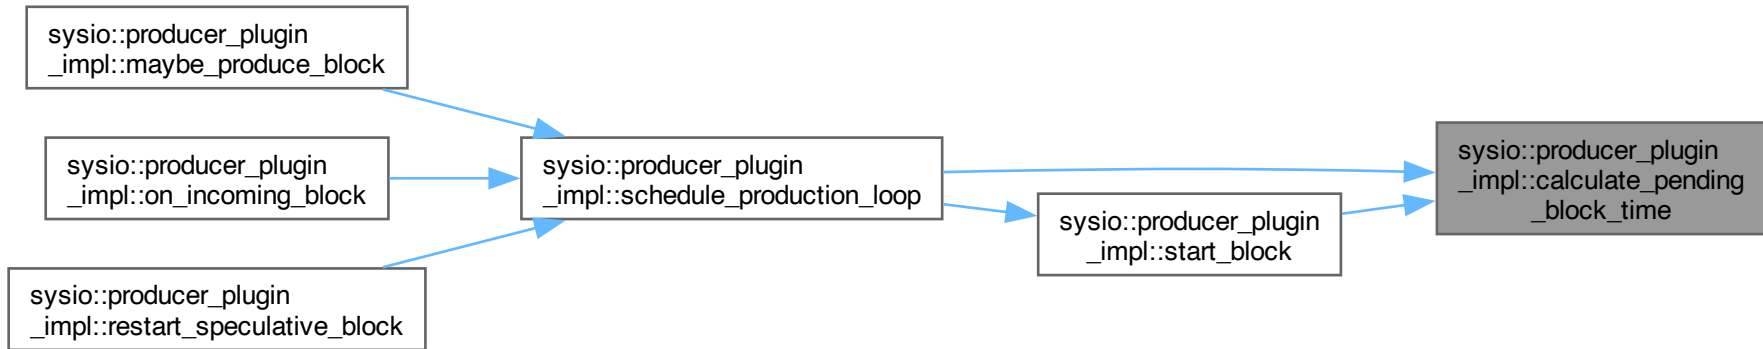 sysio::producer_plugin
_impl::maybe_produce_block
sysio::producer_plugin
_impl::on_incoming_block
sysio::producer_plugin
_impl::restart_speculative_block
sysio::producer_plugin
_impl::schedule_production_loop
sysio::producer_plugin
_impl::start_block
sysio::producer_plugin
_impl::calculate_pending
_block_time